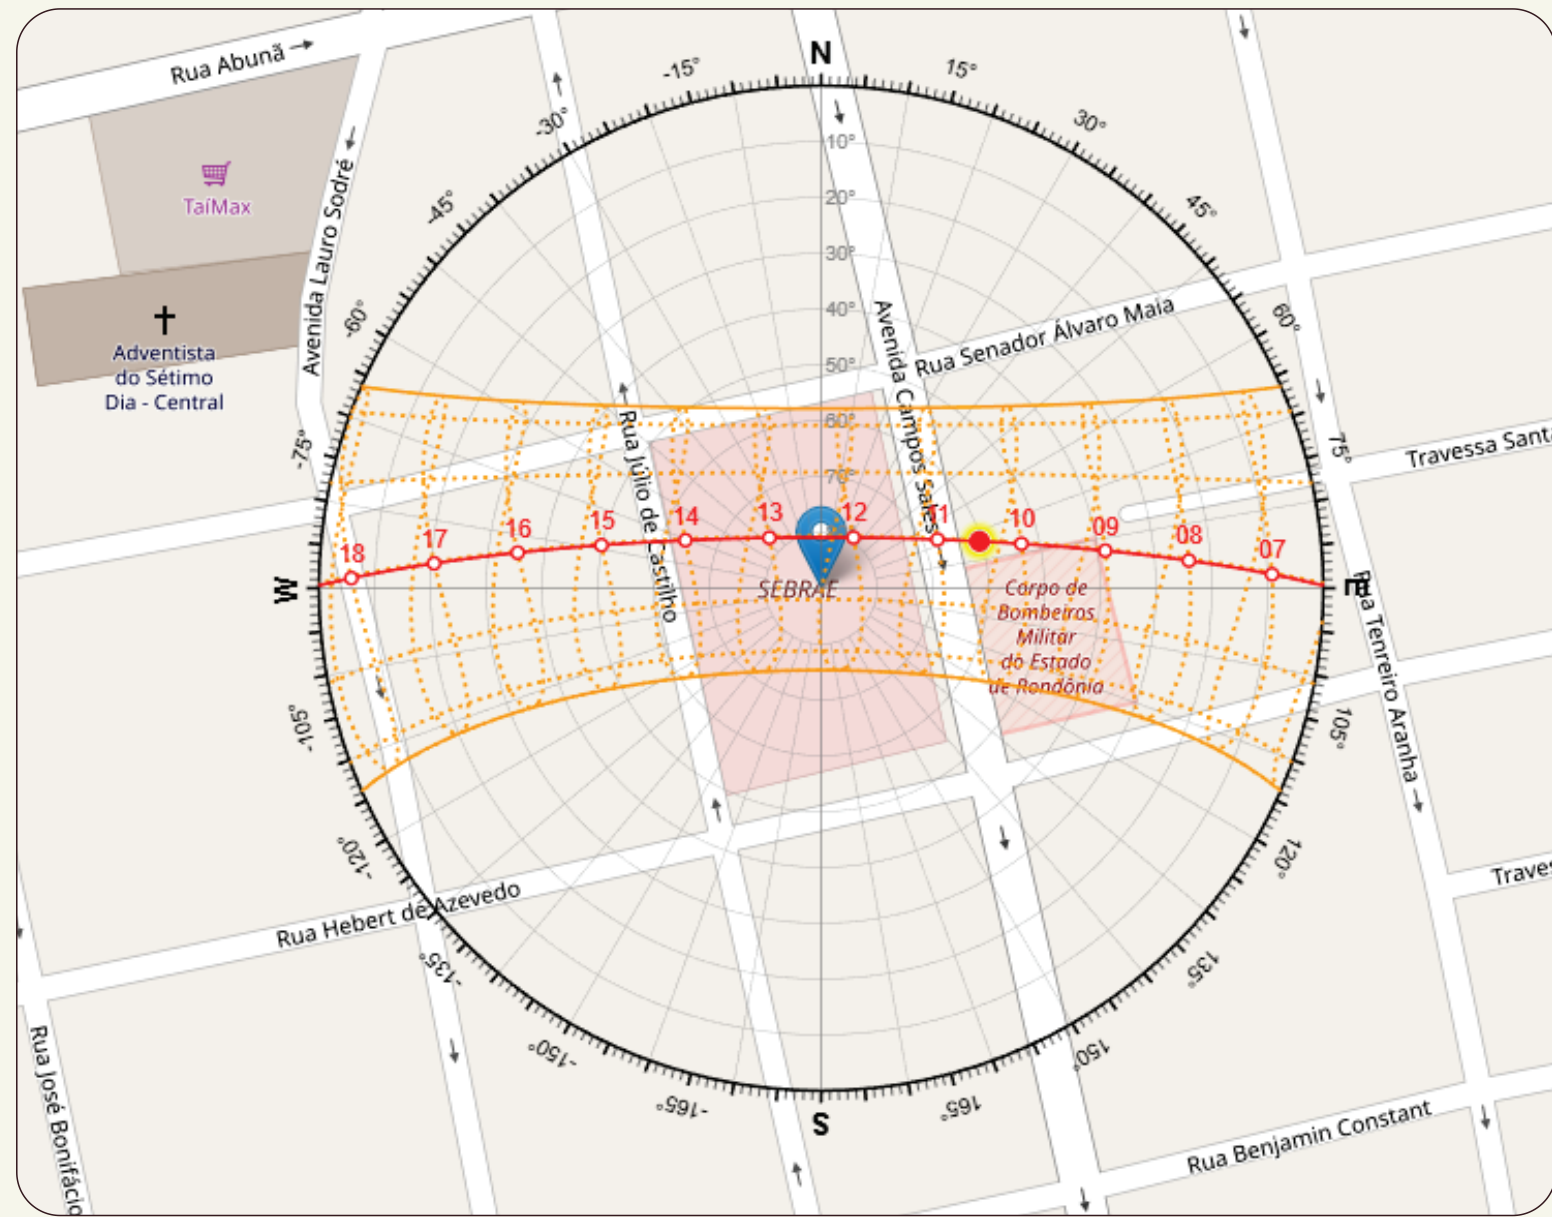 N
-15°
15°
Rua Abunã →
-30°
30°
10°
TaíMax
20°
-45°
45°
30°
Avenida Lauro Sodré
40°
-60°
60°
Avenida Campos Sales
Rua Senador Álvaro Maia
Adventista
do Sétimo
Dia - Central
50°
60°
-75°
75°
Rua Júlio de Castilho
Travessa Santa
70°
18
17
16
15
14
13
12
11
10
09
08
07
W
SEBRAE
Corpo de
Bombeiros
Militar
do Estado
de Rondônia
E
Rua Tenreiro Aranha
-105°
105°
-120°
120°
Traves
Rua Hebert de Azevedo
-135°
135°
-150°
150°
Rua José Bonifácio
-165°
165°
S
Rua Benjamin Constant